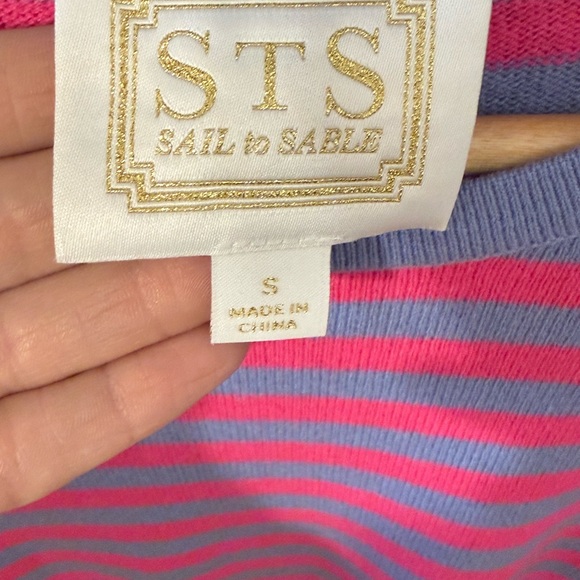 STS
SAIL to SABLE
S
MADE IN
CHINA